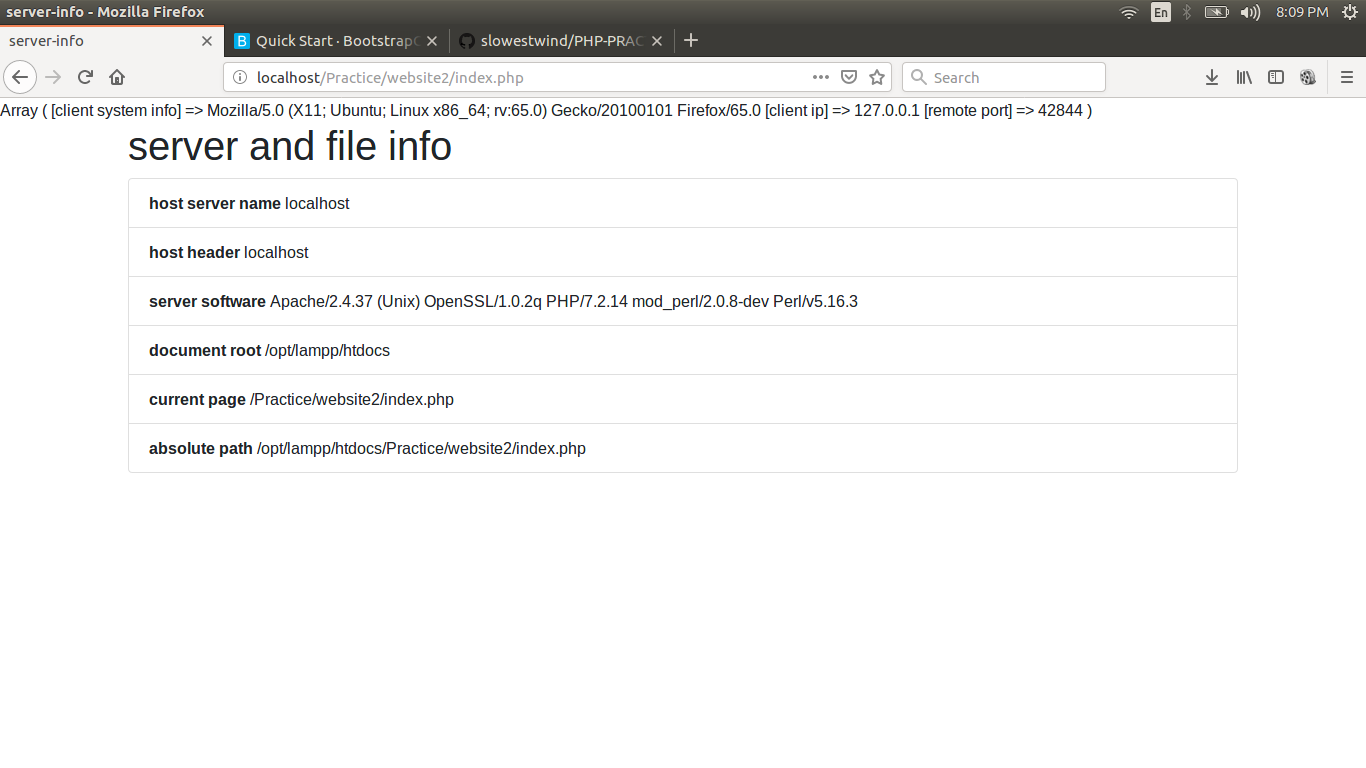 server-info - Mozilla Firefox
En
8:09 PM
server-info
B Quick Start · Bootstrap
slowestwind/PHP-PRAC
localhost/Practice/website2/index.php
Search
Array ( [client system info] => Mozilla/5.0 (X11; Ubuntu; Linux x86_64; rv:65.0) Gecko/20100101 Firefox/65.0 [client ip] => 127.0.0.1 [remote port] => 42844 )
server and file info
host server name localhost
host header localhost
server software Apache/2.4.37 (Unix) OpenSSL/1.0.2q PHP/7.2.14 mod_perl/2.0.8-dev Perl/v5.16.3
document root /opt/lampp/htdocs
current page /Practice/website2/index.php
absolute path /opt/lampp/htdocs/Practice/website2/index.php